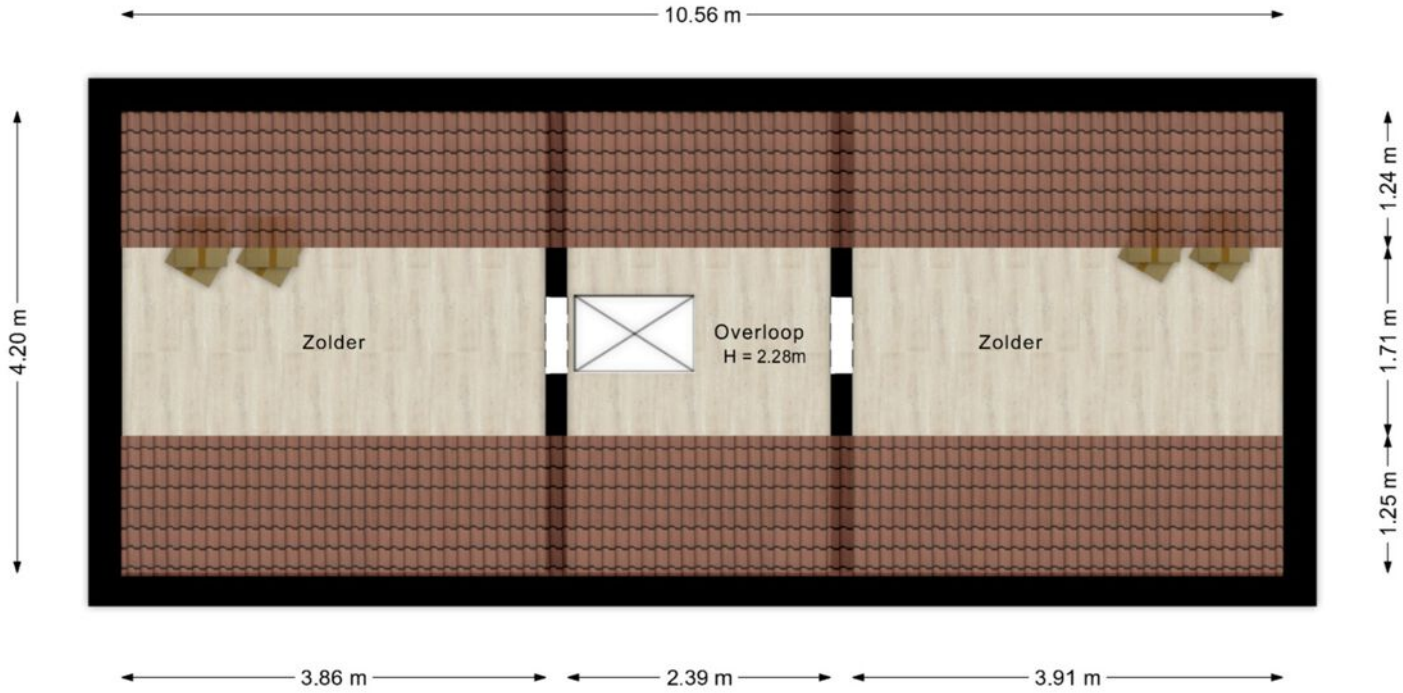 10.56 m
4.20 m
1.24 m
1.71 m
1.25 m
Zolder
Overloop
H = 2.28m
Zolder
3.86 m
2.39 m
3.91 m